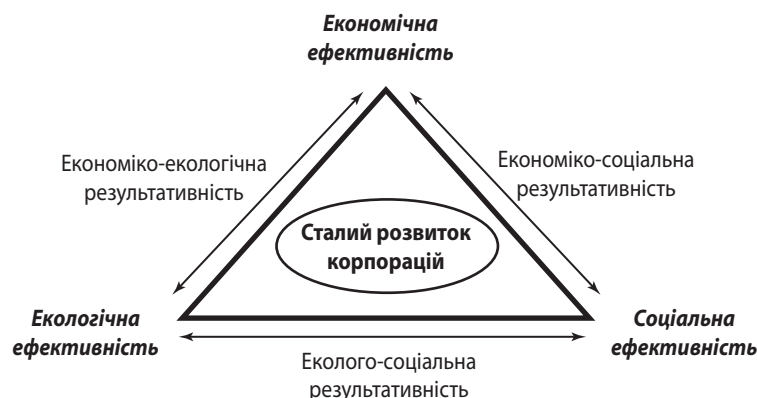 Економічна
ефективність
Економіко-екологічна
результативність
Економіко-соціальна
результативність
Сталий розвиток
корпорацій
Екологічна
ефективність
Соціальна
ефективність
Еколого-соціальна
результативність